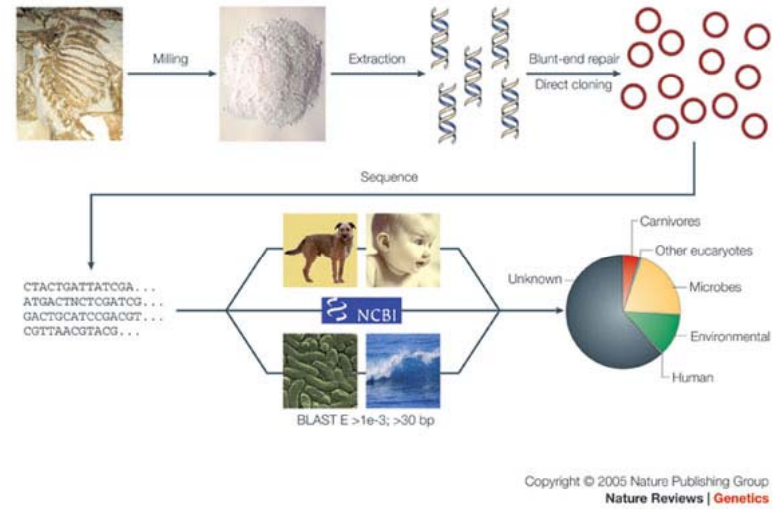 Milling
Extraction
Blunt-end repair
Direct cloning
Sequence
CTACTGATTATCGA...
ATGACTNCTCGATCG...
GACTGCATCCGACGT...
CGTTAACGTACG...
NCBI
BLAST E >1e-3; >30 bp
Carnivores
Other eucaryotes
Unknown
Microbes
Environmental
Human
Copyright © 2005 Nature Publishing Group
Nature Reviews | Genetics